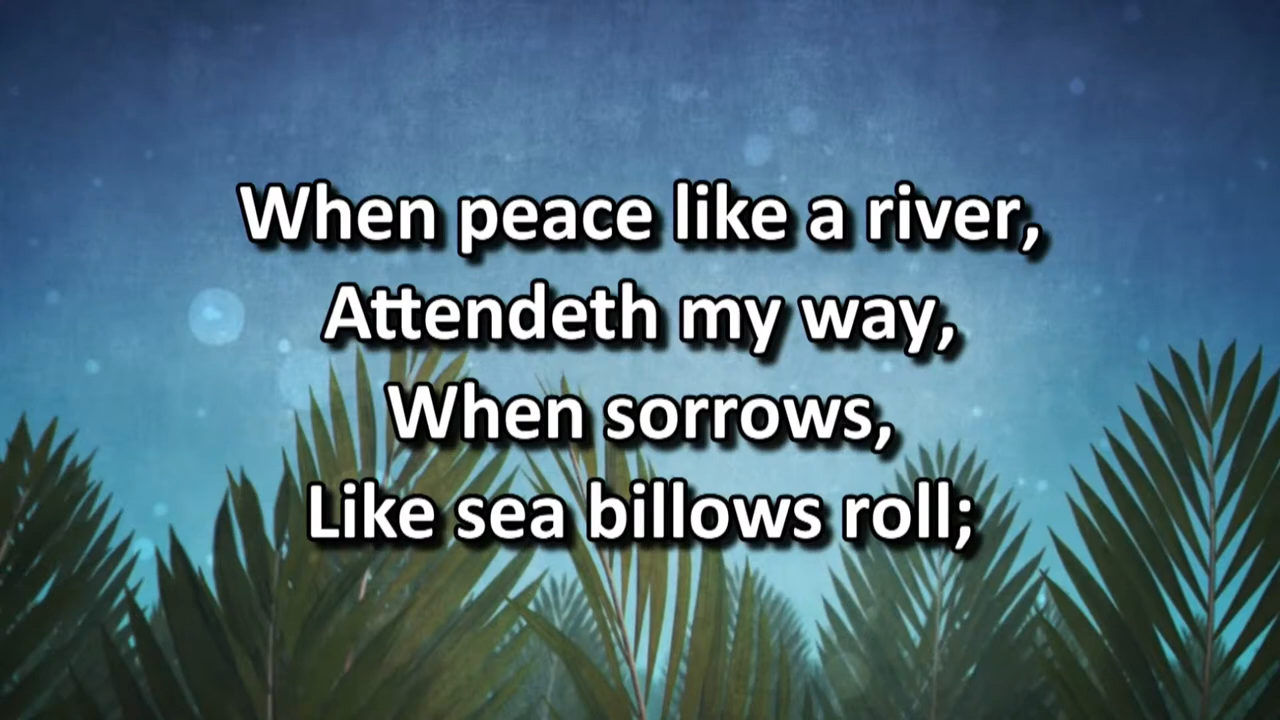 When peace like a river,
Attendeth my way,
When sorrows,
Like sea billows roll;